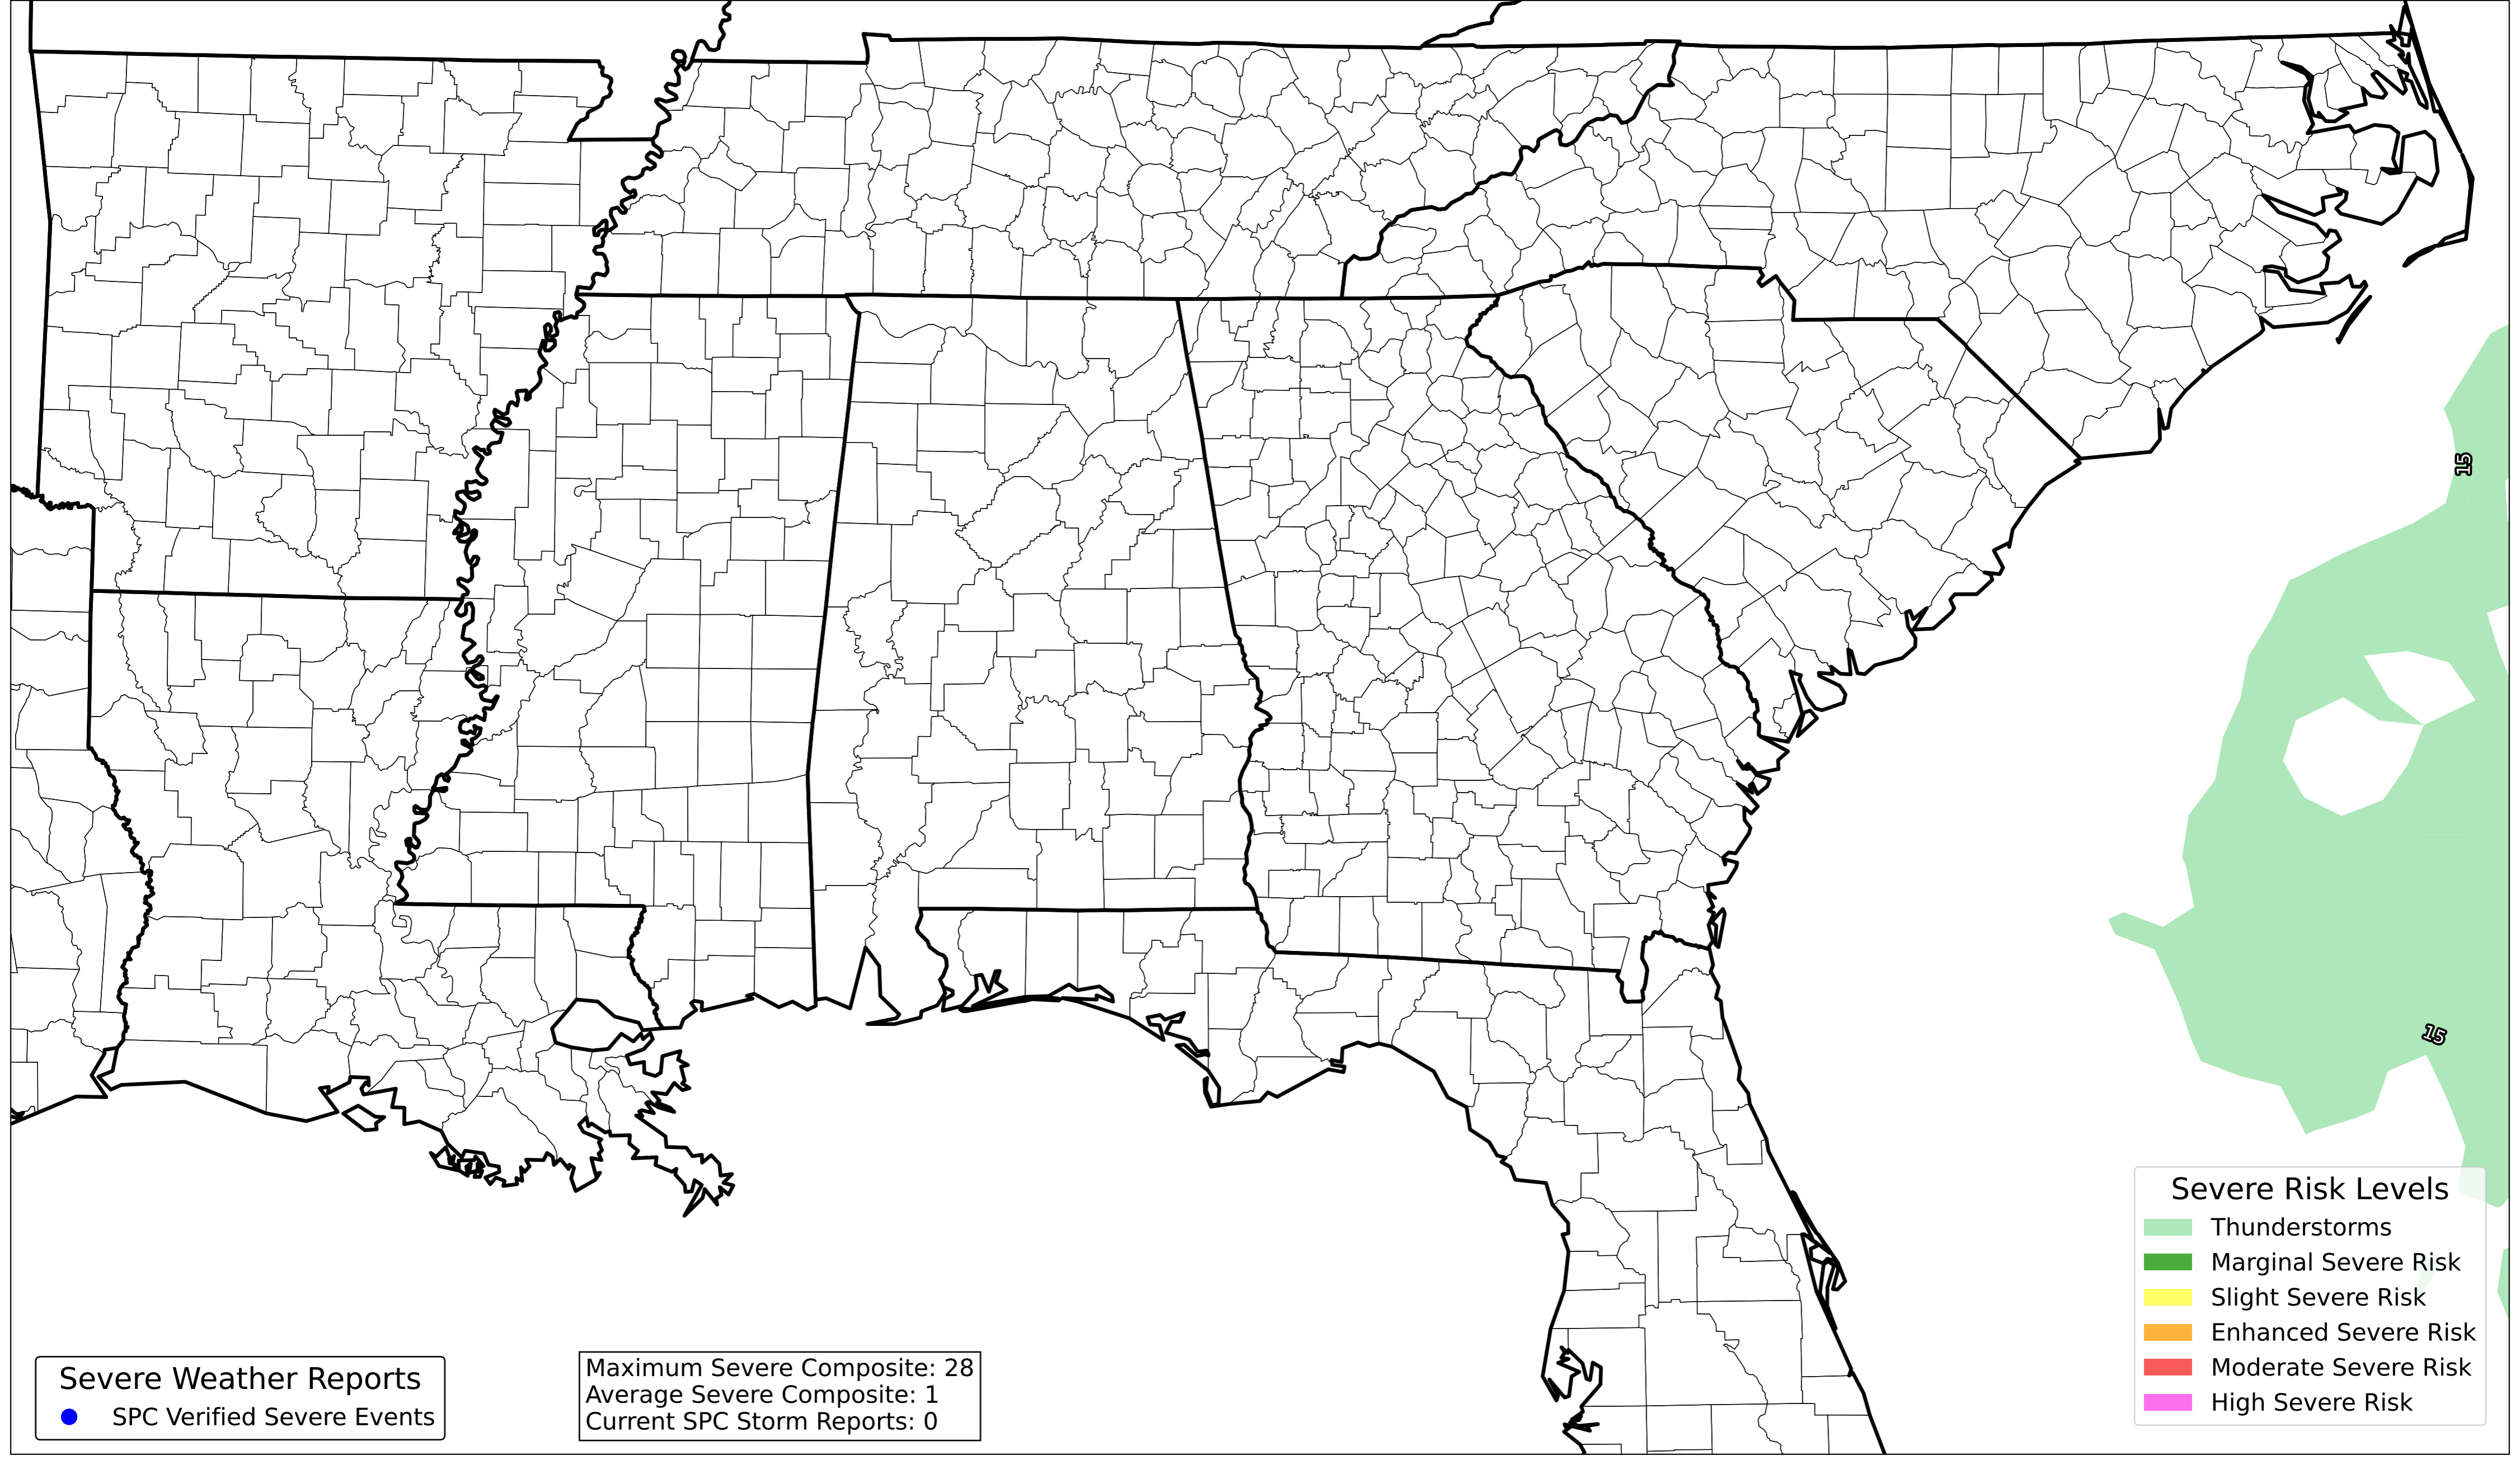 15
15
Severe Risk Levels
Thunderstorms
Marginal Severe Risk
Slight Severe Risk
Enhanced Severe Risk
Moderate Severe Risk
High Severe Risk
Severe Weather Reports
SPC Verified Severe Events
Maximum Severe Composite: 28
Average Severe Composite: 1
Current SPC Storm Reports: 0